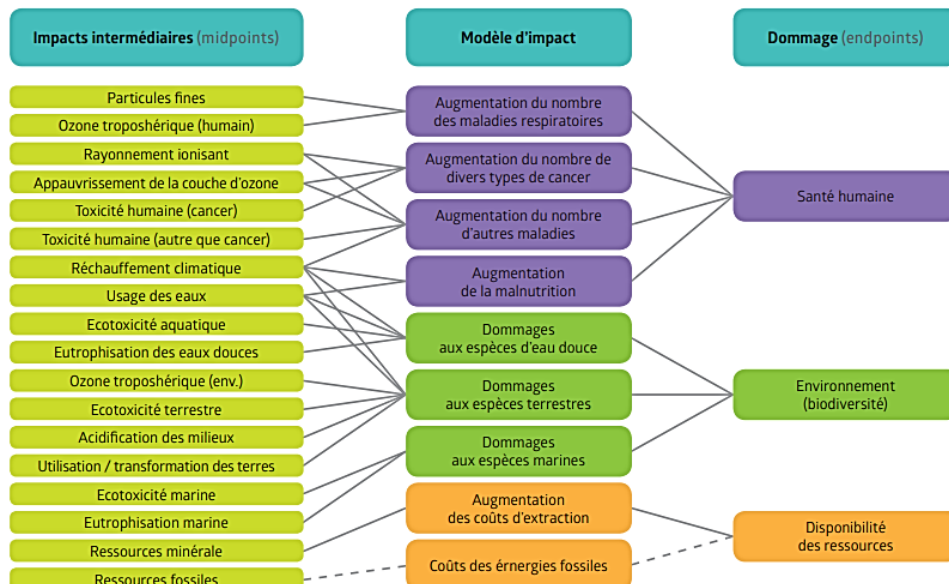 Impacts intermédiaires (midpoints)
Modèle d'impact
Dommage (endpoints)
Particules fines
Ozone troposhérique (humain)
Rayonnement ionisant
Appauvrissement de la couche d'ozone
Toxicité humaine (cancer)
Toxicité humaine (autre que cancer)
Réchauffement climatique
Usage des eaux
Ecotoxicité aquatique
Eutrophisation des eaux douces
Ozone troposhérique (env.)
Ecotoxicité terrestre
Acidification des milieux
Utilisation / transformation des terres
Ecotoxicité marine
Eutrophisation marine
Ressources minérale
Ressources fossiles
Augmentation du nombre
des maladies respiratoires
Augmentation du nombre de
divers types de cancer
Augmentation du nombre
d'autres maladies
Augmentation
de la malnutrition
Dommages
aux espèces d'eau douce
Dommages
aux espèces terrestres
Dommages
aux espèces marines
Augmentation
des coûts d'extraction
Coûts des érnergies fossiles
Santé humaine
Environnement
(biodiversité)
Disponibilité
des ressources